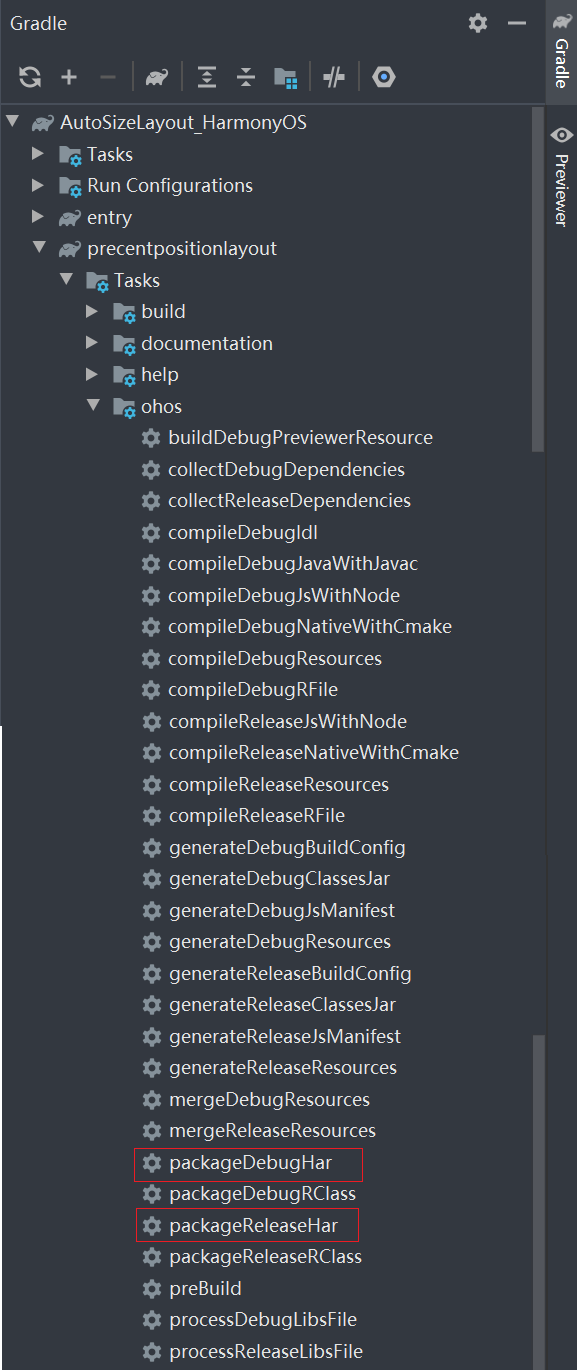 Gradle
AutoSizeLayout_HarmonyOS
Tasks
Run Configurations
entry
precentpositionlayout
Tasks
build
documentation
help
ohos
buildDebugPreviewerResource
collectDebugDependencies
collectReleaseDependencies
compileDebugIdl
compileDebugJavaWithJavac
compileDebugJsWithNode
compileDebugNativeWithCmake
compileDebugResources
compileDebugRFile
compileReleaseJsWithNode
compileReleaseNativeWithCmake
compileReleaseResources
compileReleaseRFile
generateDebugBuildConfig
generateDebugClassesJar
generateDebugJsManifest
generateDebugResources
generateReleaseBuildConfig
generateReleaseClassesJar
generateReleaseJsManifest
generateReleaseResources
mergeDebugResources
mergeReleaseResources
packageDebugHar
packageDebugRClass
packageReleaseHar
packageReleaseRClass
preBuild
processDebugLibsFile
processReleaseLibsFile
Gradle
Previewer